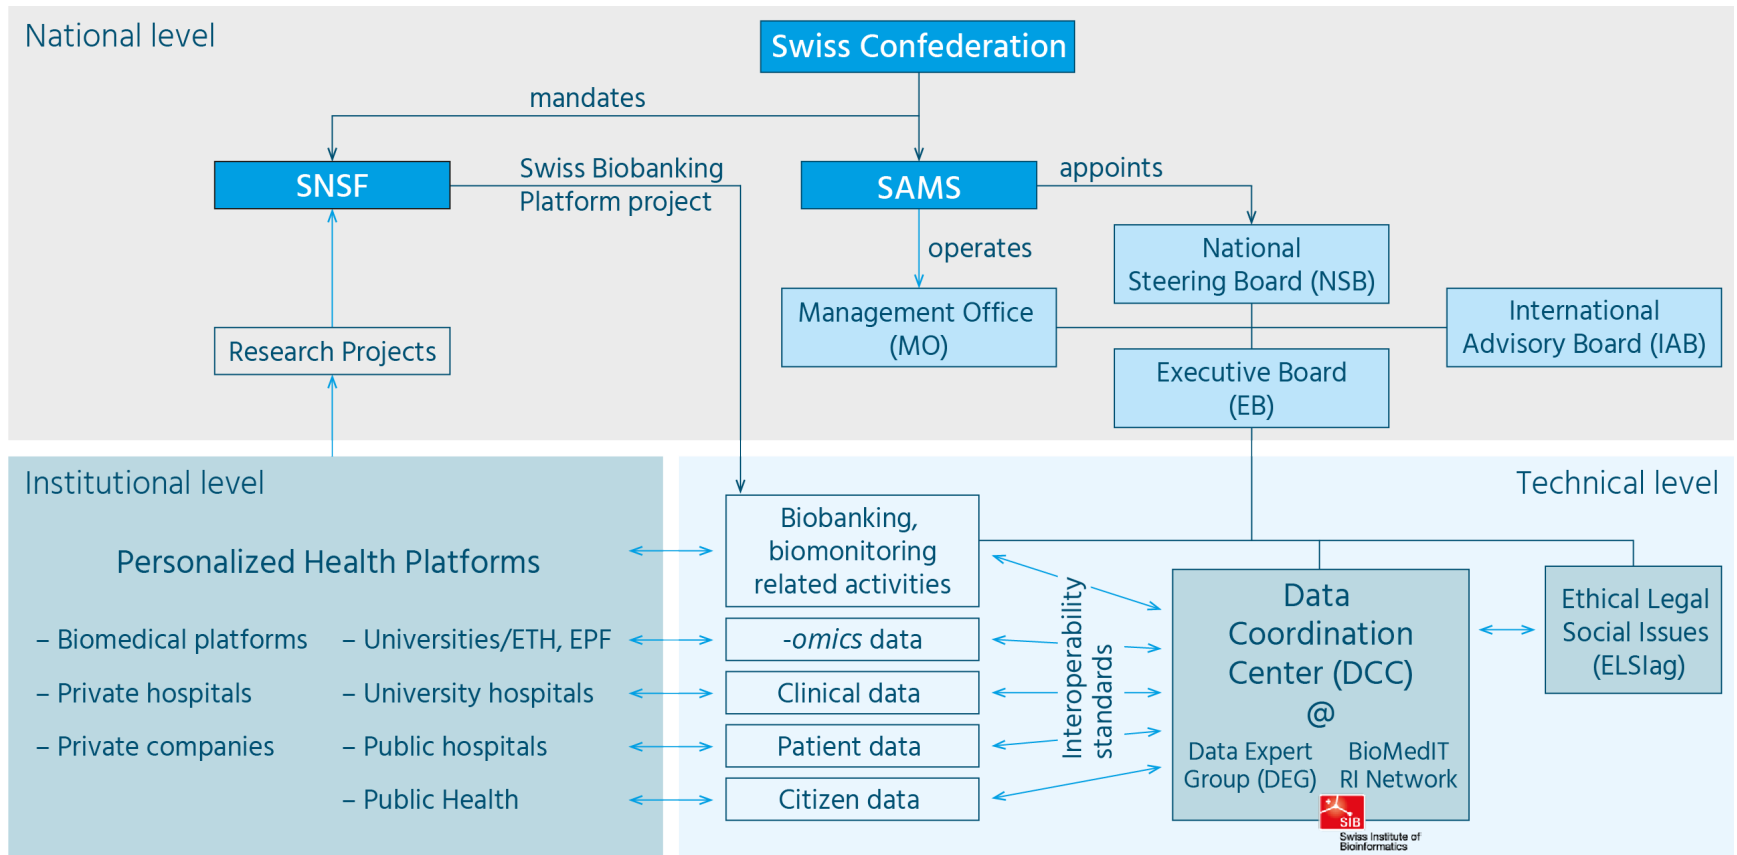 National level
Swiss Confederation
mandates
SNSF
Swiss Biobanking
Platform project
SAMS
appoints
operates
National
Steering Board (NSB)
Management Office
(MO)
International
Advisory Board (IAB)
Research Projects
Executive Board
(EB)
Institutional level
Personalized Health Platforms
– Biomedical platforms
– Private hospitals
– Private companies
– Universities/ETH, EPF
– University hospitals
– Public hospitals
– Public Health
Technical level
Biobanking,
biomonitoring
related activities
-omics data
Clinical data
Patient data
Citizen data
Interoperability
standards
Data
Coordination
Center (DCC)
@
Data Expert
Group (DEG)
BioMedIT
RI Network
SIB
Swiss Institute of
Bioinformatics
Ethical Legal
Social Issues
(ELSIag)